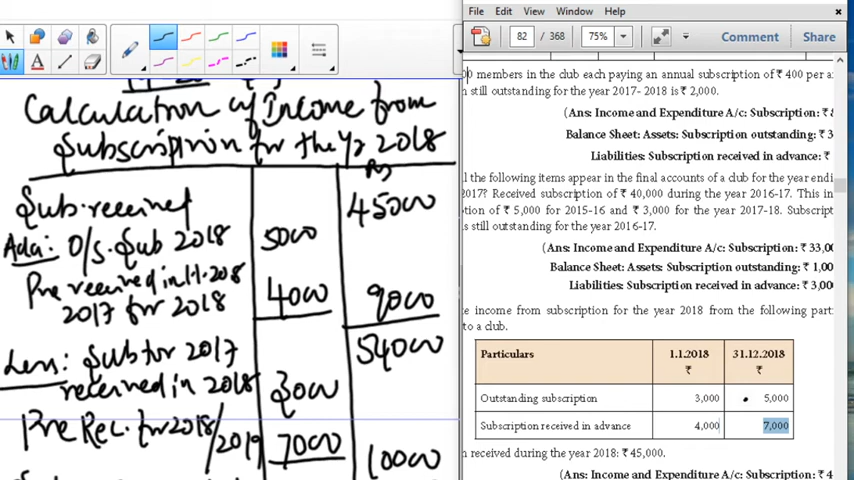 File Edit View Window Help
82 / 368 75% Comment Share
Calculation of Income from
Subscription for the Yr 2018
Rs
Sub. received 45000
Add: O/s. Sub 2018 5000
Pre received in
2017 for 2018 4000 9000
54000
Less: Sub for 2017
received in 2018 3000
Pre Rec. for 2018/2019 7000 10000
members in the club each paying an annual subscription of ₹ 400 per
still outstanding for the year 2017- 2018 is ₹ 2,000.
(Ans: Income and Expenditure A/c: Subscription: ₹
Balance Sheet: Assets: Subscription outstanding: ₹ 3
Liabilities: Subscription received in advance: ₹
the following items appear in the final accounts of a club for the year
2017? Received subscription of ₹ 40,000 during the year 2016-17. This
of ₹ 5,000 for 2015-16 and ₹ 3,000 for the year 2017-18.
still outstanding for the year 2016-17.
(Ans: Income and Expenditure A/c: Subscription: ₹ 33,0
Balance Sheet: Assets: Subscription outstanding: ₹ 1,00
Liabilities: Subscription received in advance: ₹ 3,00
income from subscription for the year 2018 from the following
to a club.
Particulars 1.1.2018 31.12.2018
₹ ₹
Outstanding subscription 3,000 5,000
Subscription received in advance 4,000 7,000
received during the year 2018: ₹ 45,000.
(Ans: Income and Expenditure A/c: Subscription: ₹ 4